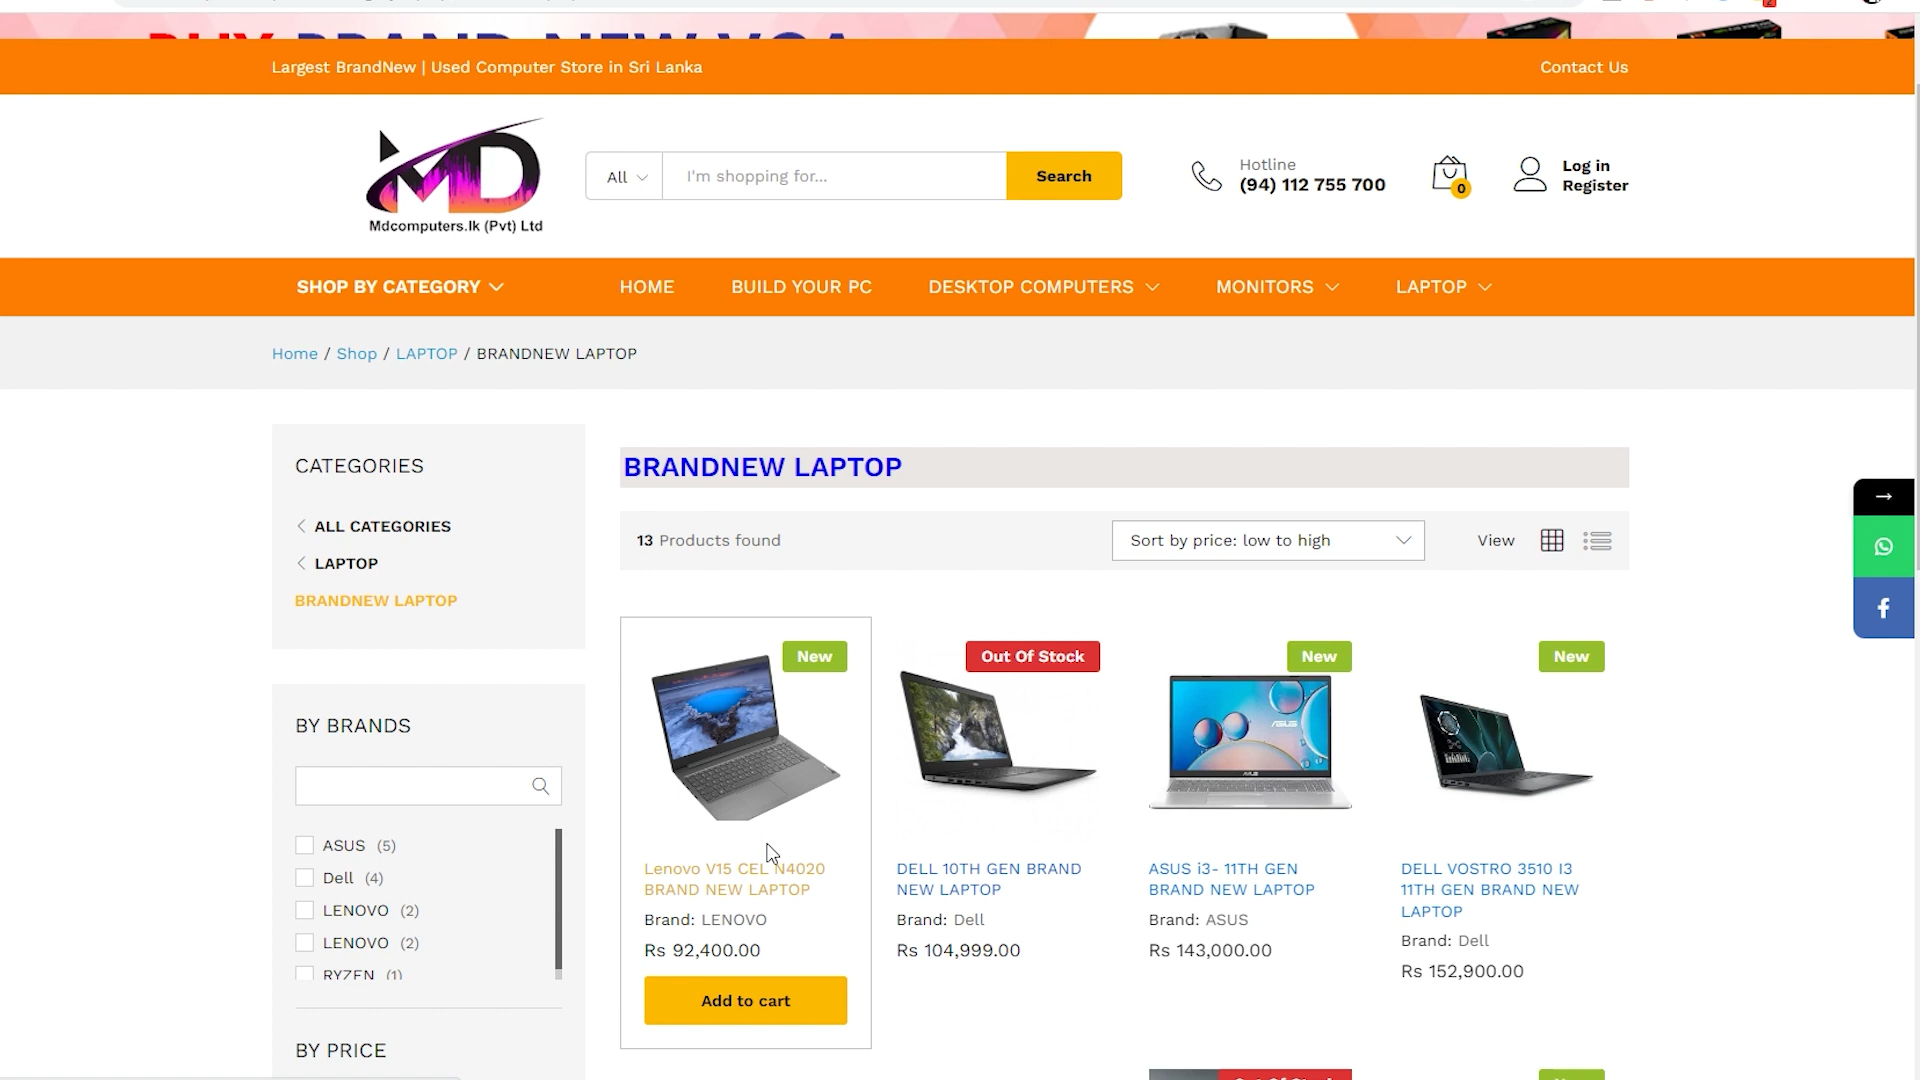 BUY BRAND NEW VGA
Largest BrandNew | Used Computer Store in Sri Lanka
Contact Us
MD
Mdcomputers.lk (Pvt) Ltd
All
I'm shopping for...
Search
Hotline
(94) 112 755 700
0
Log in
Register
SHOP BY CATEGORY
HOME
BUILD YOUR PC
DESKTOP COMPUTERS
MONITORS
LAPTOP
Home / Shop / LAPTOP / BRANDNEW LAPTOP
CATEGORIES
ALL CATEGORIES
LAPTOP
BRANDNEW LAPTOP
BY BRANDS
ASUS (5)
Dell (4)
LENOVO (2)
LENOVO (2)
RYZEN (1)
BY PRICE
BRANDNEW LAPTOP
13 Products found
Sort by price: low to high
View
New
Lenovo V15 CEL N4020
BRAND NEW LAPTOP
Brand: LENOVO
Rs 92,400.00
Add to cart
Out Of Stock
DELL 10TH GEN BRAND
NEW LAPTOP
Brand: Dell
Rs 104,999.00
New
ASUS
ASUS i3- 11TH GEN
BRAND NEW LAPTOP
Brand: ASUS
Rs 143,000.00
New
DELL VOSTRO 3510 I3
11TH GEN BRAND NEW
LAPTOP
Brand: Dell
Rs 152,900.00